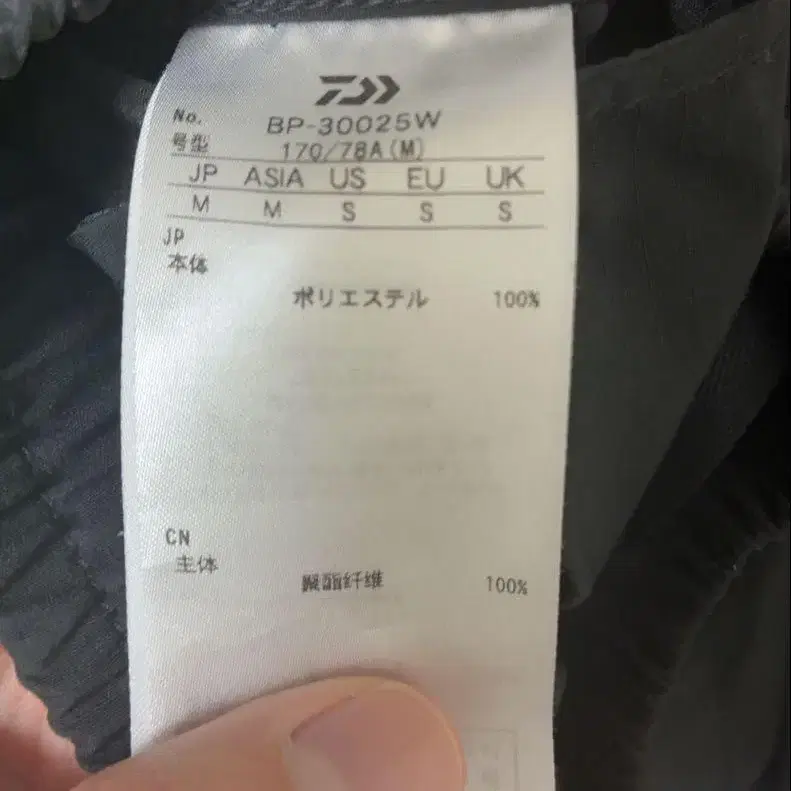 No. BP-30025W
号型 170/78A(M)
JP ASIA US EU UK
M M S S S
JP
本体
ポリエステル 100%
CN
主体
聚酯纤维 100%